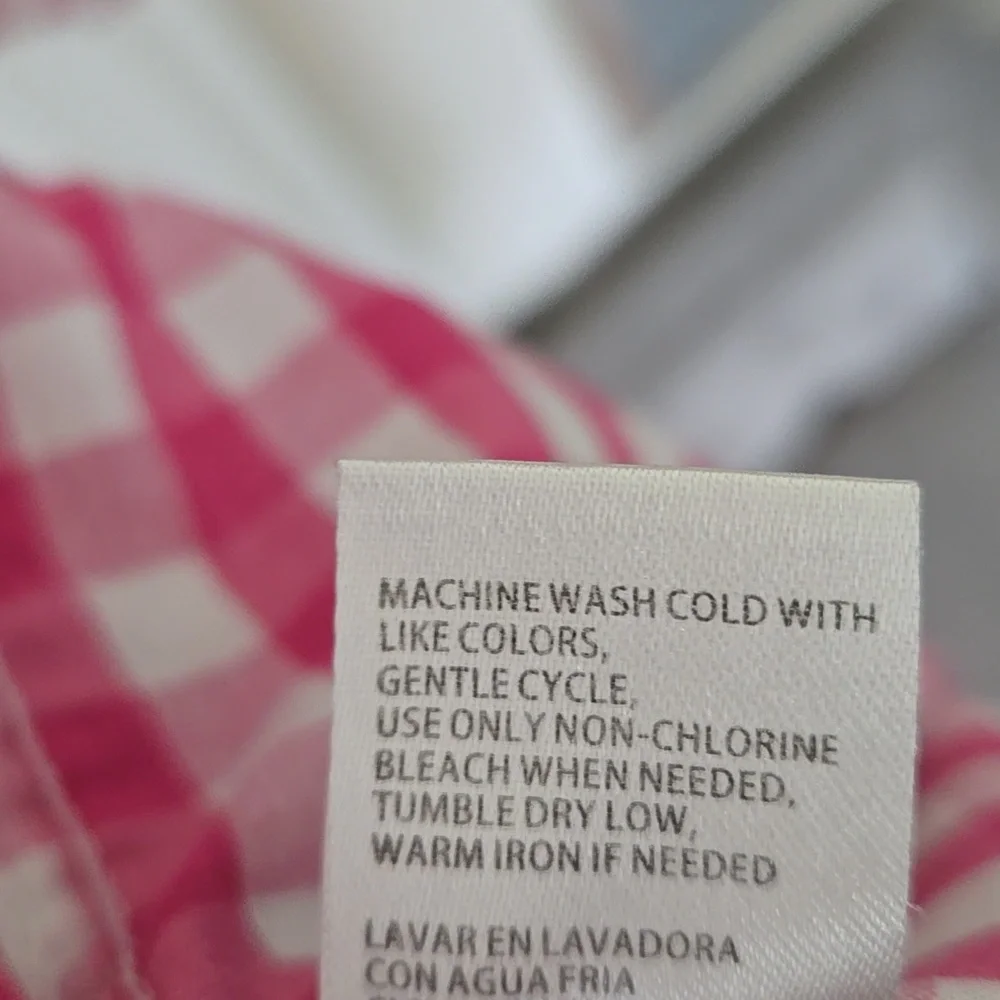 MACHINE WASH COLD WITH
LIKE COLORS,
GENTLE CYCLE,
USE ONLY NON-CHLORINE
BLEACH WHEN NEEDED,
TUMBLE DRY LOW,
WARM IRON IF NEEDED
LAVAR EN LAVADORA
CON AGUA FRIA